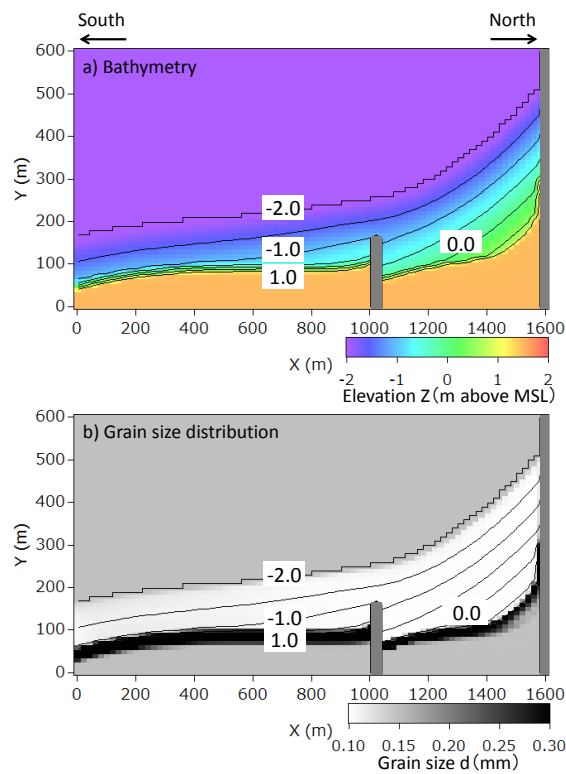 South North
a) Bathymetry
600
500
400
300
200
100
0
Y (m)
-2.0
-1.0
0.0
1.0
0 200 400 600 800 1000 1200 1400 1600
X (m)
-2 -1 0 1 2
Elevation Z(m above MSL)
b) Grain size distribution
600
500
400
300
200
100
0
Y (m)
-2.0
-1.0
0.0
1.0
0 200 400 600 800 1000 1200 1400 1600
X (m)
0.10 0.15 0.20 0.30
Grain size d(mm)